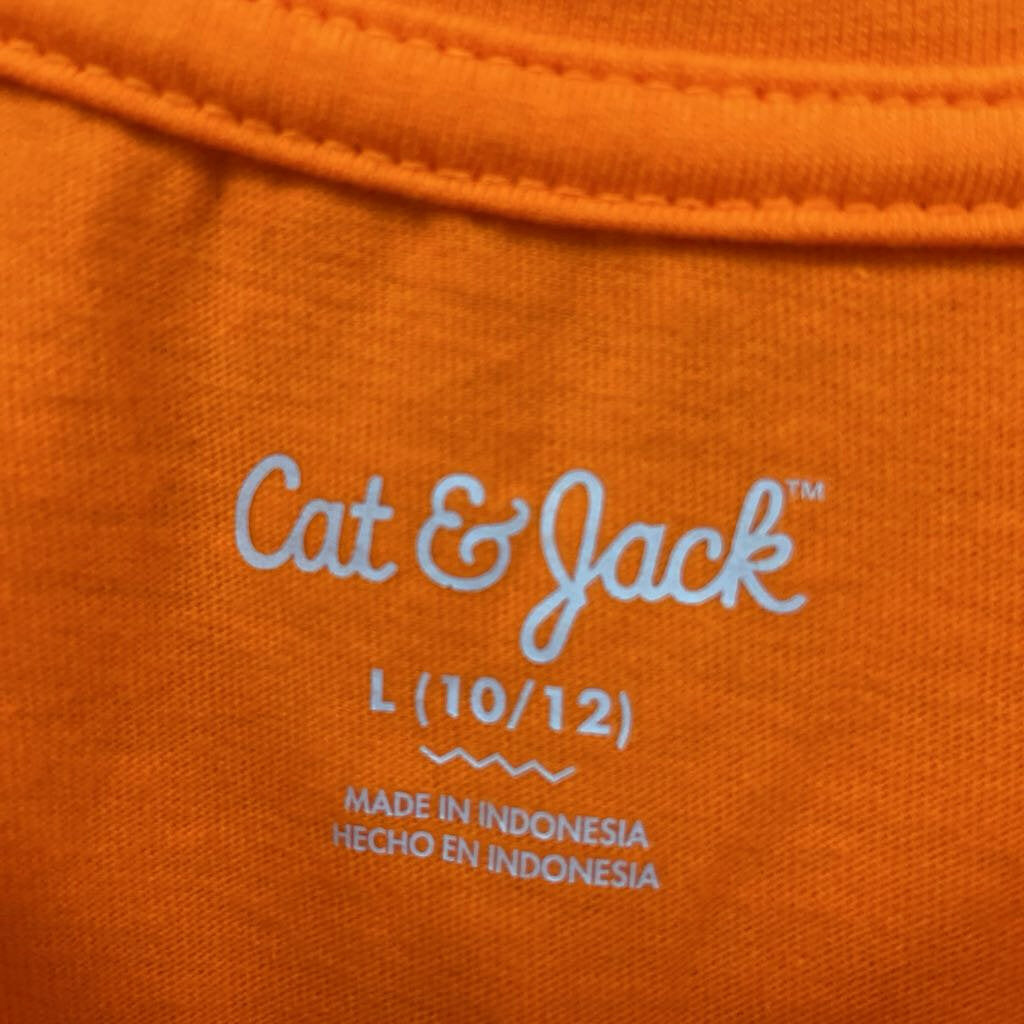 Cat & Jack™
L (10/12)
MADE IN INDONESIA
HECHO EN INDONESIA